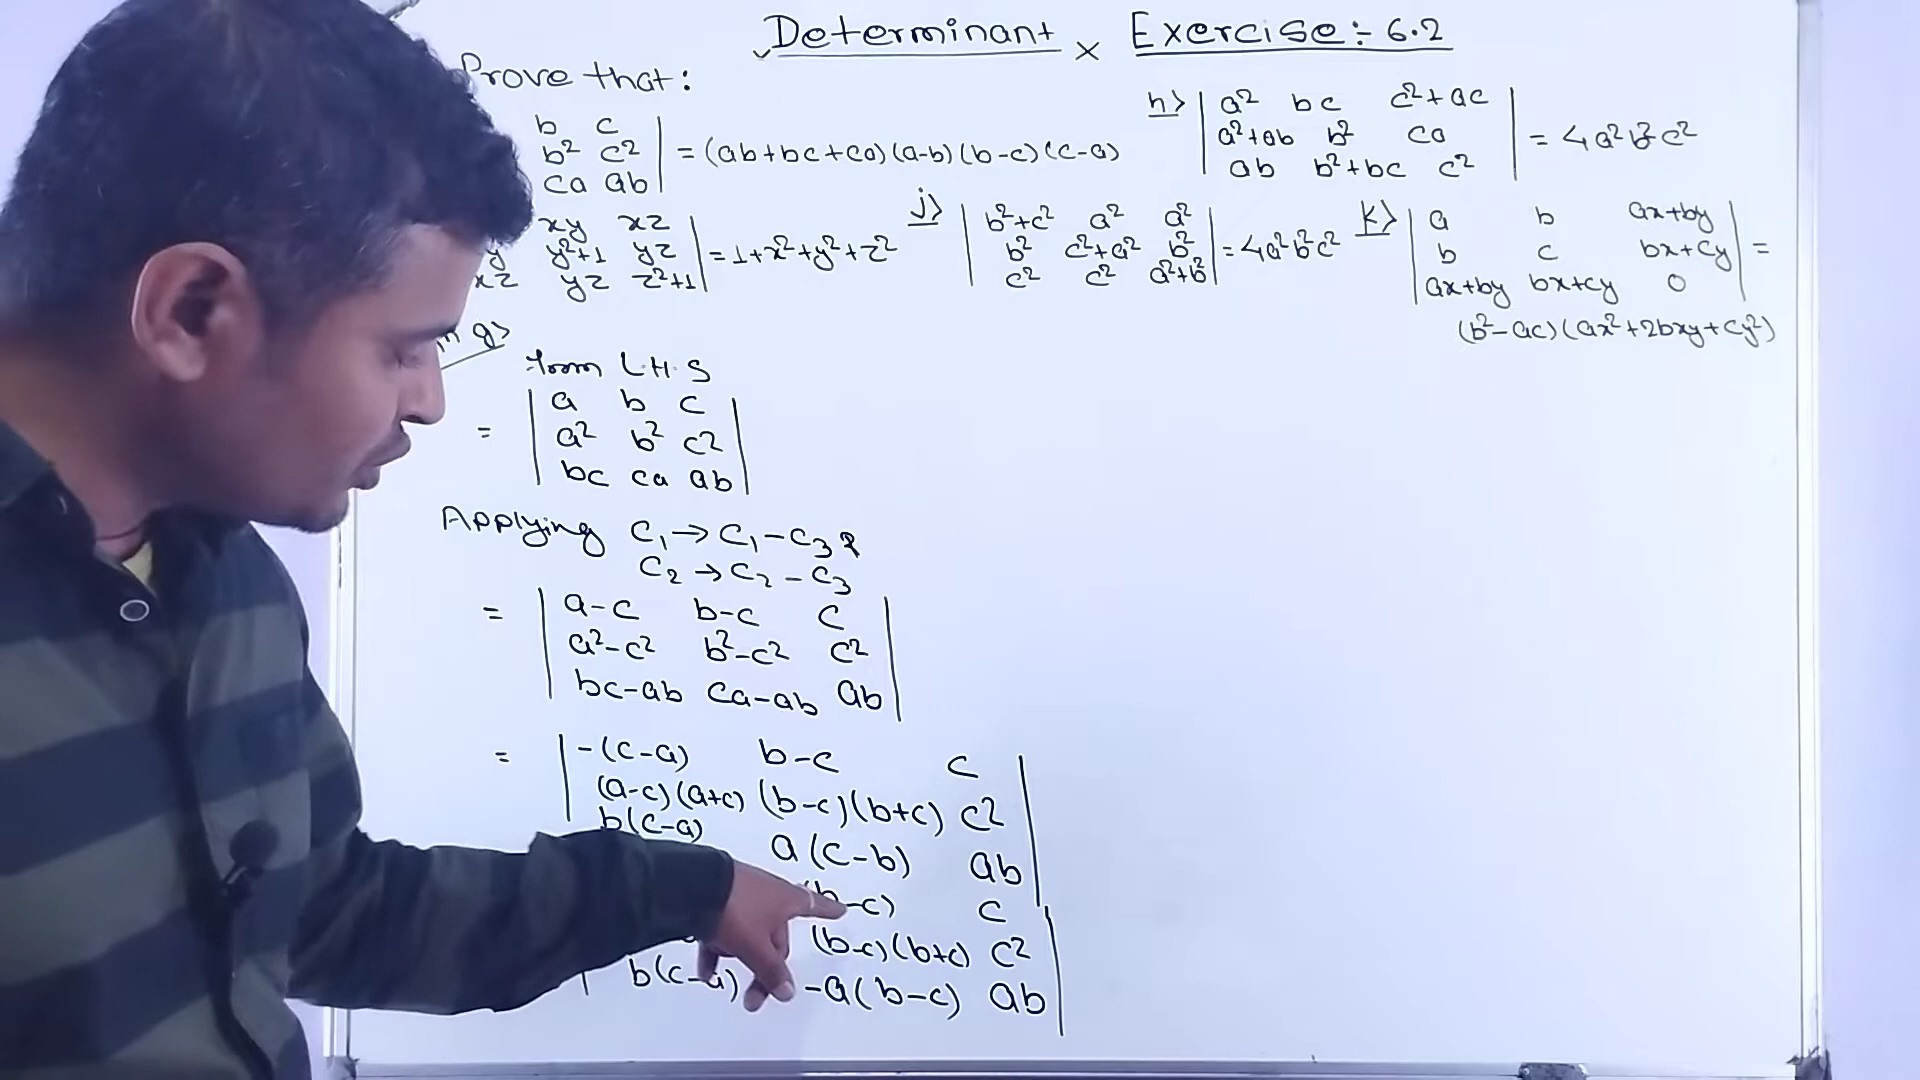 Determinant × Exercise:- 6.2
Prove that:
b c
b² c² = (ab+bc+ca)(a-b)(b-c)(c-a)
ca ab
h> | a² bc c²+ac |
| a²+ab b² ca | = 4a²b²c²
| ab b²+bc c² |
xy xz
y y²+1 yz | = 1+x²+y²+z²
xz yz z²+1
j> | b²+c² a² a² |
| b² c²+a² b² | = 4a²b²c²
| c² c² a²+b² |
k> | a b ax+by |
| b c bx+cy | =
| ax+by bx+cy 0 |
(b²-ac)(ax²+2bxy+cy²)
g>
from L.H.S
| a b c |
= | a² b² c² |
| bc ca ab |
Applying C₁→C₁-C₃ &
C₂→C₂-C₃
= | a-c b-c c |
| a²-c² b²-c² c² |
| bc-ab ca-ab ab |
= | -(c-a) b-c c |
| (a-c)(a+c) (b-c)(b+c) c² |
| b(c-a) a(c-b) ab |
(b-c) c |
(b-c)(b+c) c² |
| b(c-a) -a(b-c) ab |